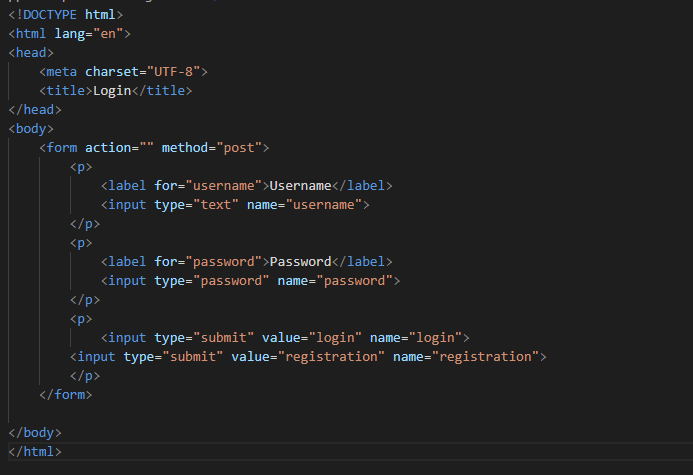 <!DOCTYPE html>
<html lang="en">
<head>
    <meta charset="UTF-8">
    <title>Login</title>
</head>
<body>
    <form action="" method="post">
        <p>
            <label for="username">Username</label>
            <input type="text" name="username">
        </p>
        <p>
            <label for="password">Password</label>
            <input type="password" name="password">
        </p>
        <p>
            <input type="submit" value="login" name="login">
        <input type="submit" value="registration" name="registration">
        </p>
    </form>

</body>
</html>